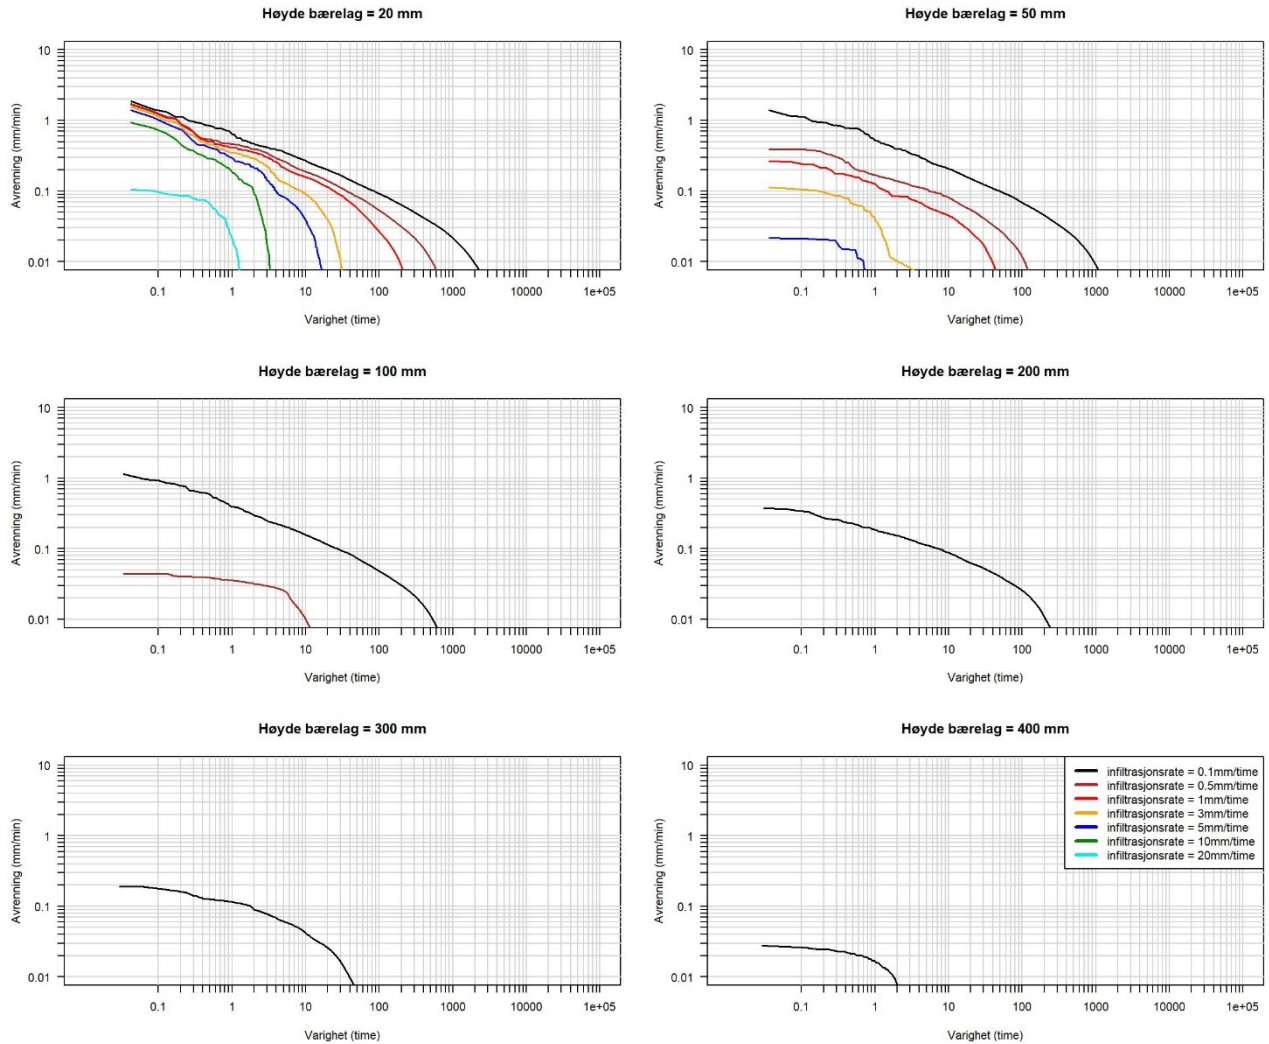 Høyde bærelag = 20 mm
Avrenning (mm/min)
10
1
0.1
0.01
0.1 1 10 100 1000 10000 1e+05
Varighet (time)
Høyde bærelag = 50 mm
Avrenning (mm/min)
10
1
0.1
0.01
0.1 1 10 100 1000 10000 1e+05
Varighet (time)
Høyde bærelag = 100 mm
Avrenning (mm/min)
10
1
0.1
0.01
0.1 1 10 100 1000 10000 1e+05
Varighet (time)
Høyde bærelag = 200 mm
Avrenning (mm/min)
10
1
0.1
0.01
0.1 1 10 100 1000 10000 1e+05
Varighet (time)
Høyde bærelag = 300 mm
Avrenning (mm/min)
10
1
0.1
0.01
0.1 1 10 100 1000 10000 1e+05
Varighet (time)
Høyde bærelag = 400 mm
Avrenning (mm/min)
10
1
0.1
0.01
0.1 1 10 100 1000 10000 1e+05
Varighet (time)
infiltrasjonsrate = 0.1mm/time
infiltrasjonsrate = 0.5mm/time
infiltrasjonsrate = 1mm/time
infiltrasjonsrate = 3mm/time
infiltrasjonsrate = 5mm/time
infiltrasjonsrate = 10mm/time
infiltrasjonsrate = 20mm/time